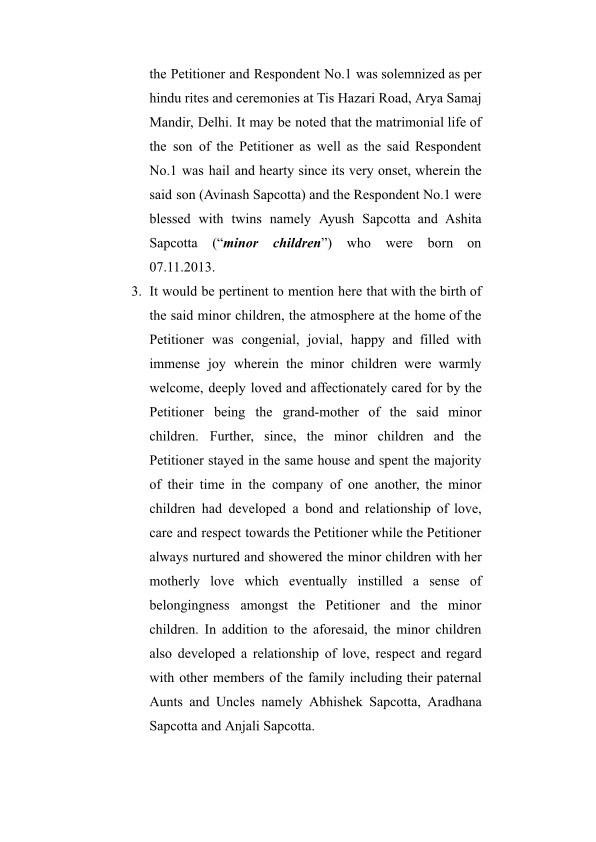 the Petitioner and Respondent No.1 was solemnized as per
hindu rites and ceremonies at Tis Hazari Road, Arya Samaj
Mandir, Delhi. It may be noted that the matrimonial life of
the son of the Petitioner as well as the said Respondent
No.1 was hail and hearty since its very onset, wherein the
said son (Avinash Sapcotta) and the Respondent No.1 were
blessed with twins namely Ayush Sapcotta and Ashita
Sapcotta (“minor children”) who were born on
07.11.2013.
3. It would be pertinent to mention here that with the birth of
the said minor children, the atmosphere at the home of the
Petitioner was congenial, jovial, happy and filled with
immense joy wherein the minor children were warmly
welcome, deeply loved and affectionately cared for by the
Petitioner being the grand-mother of the said minor
children. Further, since, the minor children and the
Petitioner stayed in the same house and spent the majority
of their time in the company of one another, the minor
children had developed a bond and relationship of love,
care and respect towards the Petitioner while the Petitioner
always nurtured and showered the minor children with her
motherly love which eventually instilled a sense of
belongingness amongst the Petitioner and the minor
children. In addition to the aforesaid, the minor children
also developed a relationship of love, respect and regard
with other members of the family including their paternal
Aunts and Uncles namely Abhishek Sapcotta, Aradhana
Sapcotta and Anjali Sapcotta.